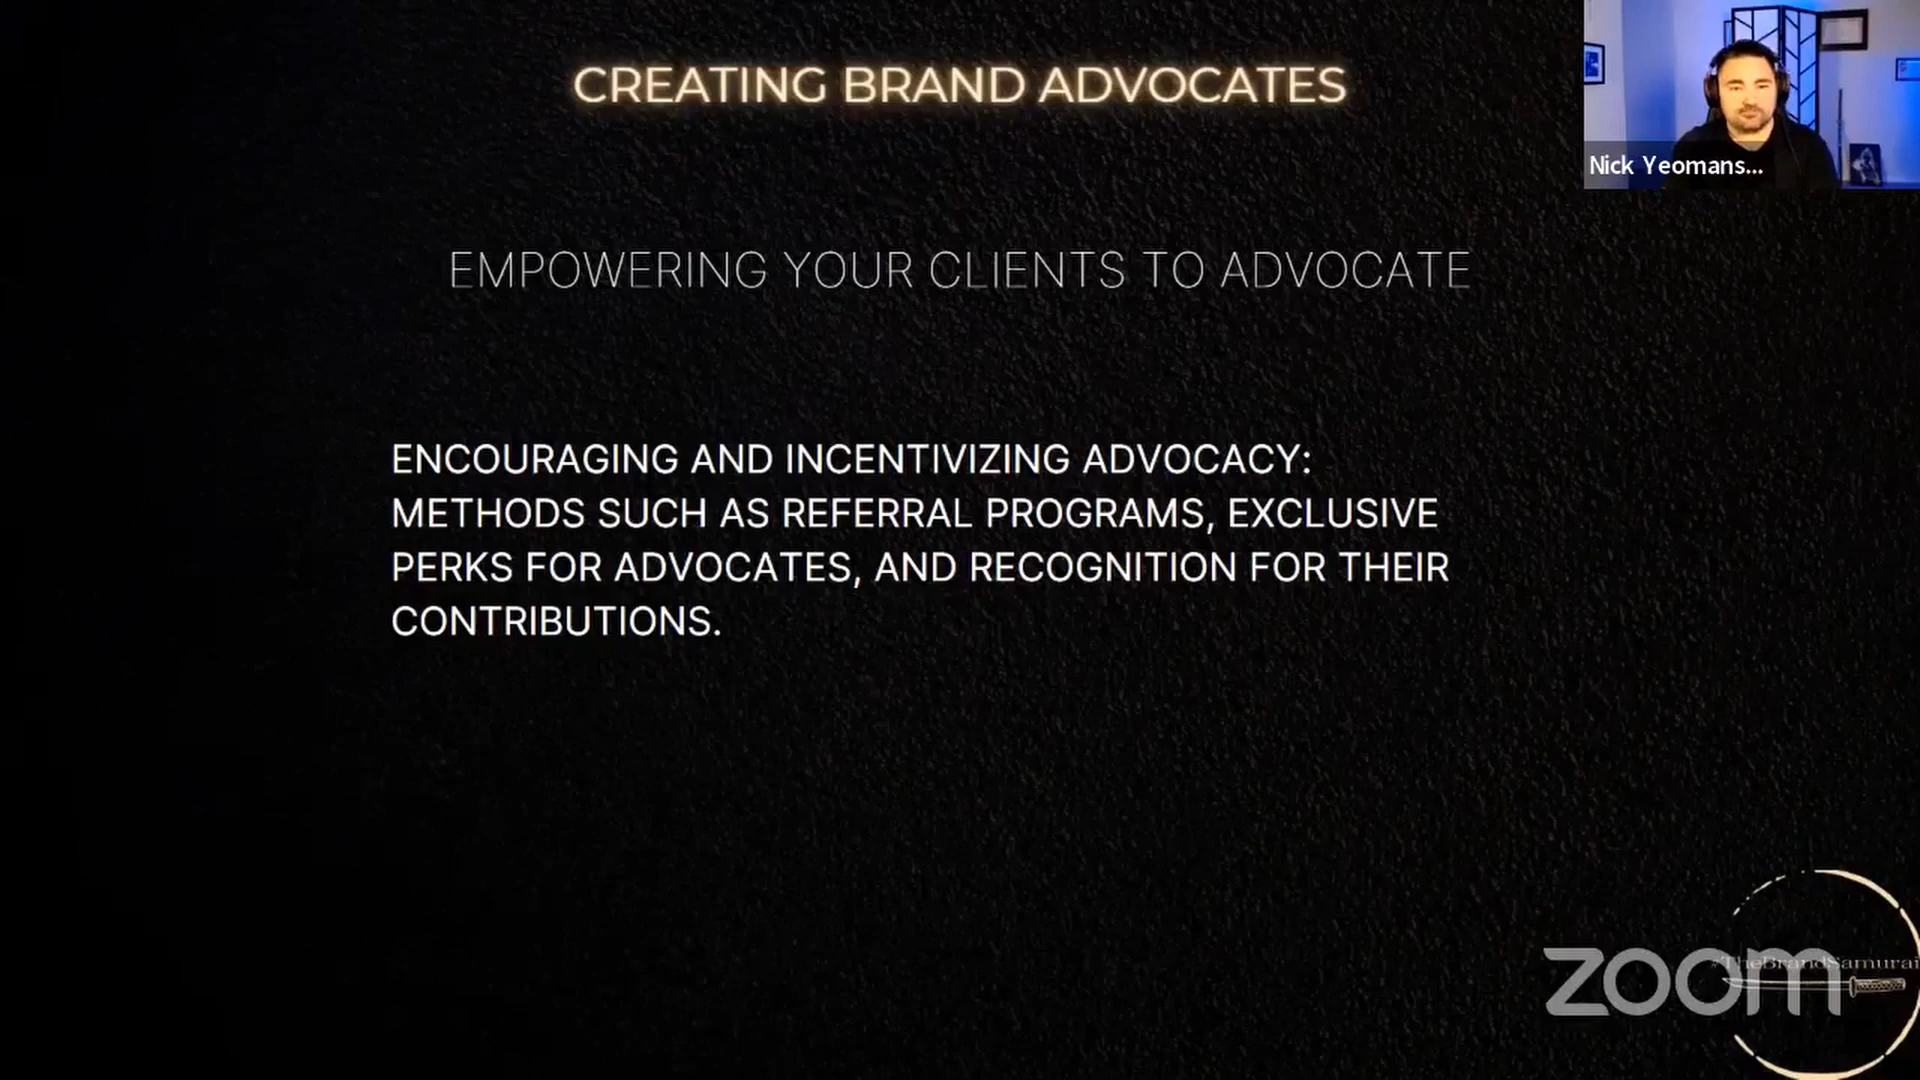 CREATING BRAND ADVOCATES
Nick Yeomans...
EMPOWERING YOUR CLIENTS TO ADVOCATE
ENCOURAGING AND INCENTIVIZING ADVOCACY:
METHODS SUCH AS REFERRAL PROGRAMS, EXCLUSIVE
PERKS FOR ADVOCATES, AND RECOGNITION FOR THEIR
CONTRIBUTIONS.
#TheBrandSamurai
zoom